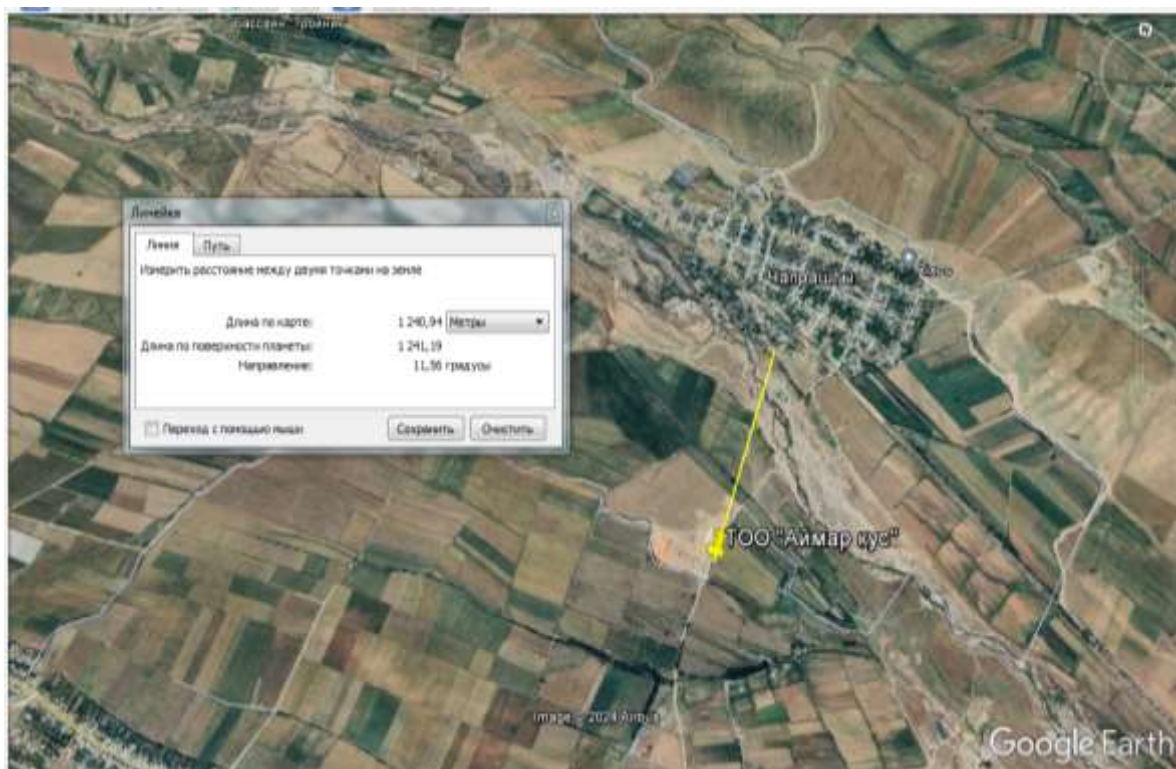 Бассейн
Линейка
Линия Путь
Измерить расстояние между двумя точками на земле
Длина по карте: 1 240,94 Метры
Длина по поверхности планеты: 1 241,19
Направление: 11,56 градусы
Переход с помощью мыши Сохранить Очистить
ТОО "Аймар кус"
Image © 2024 Airbus
Google Earth